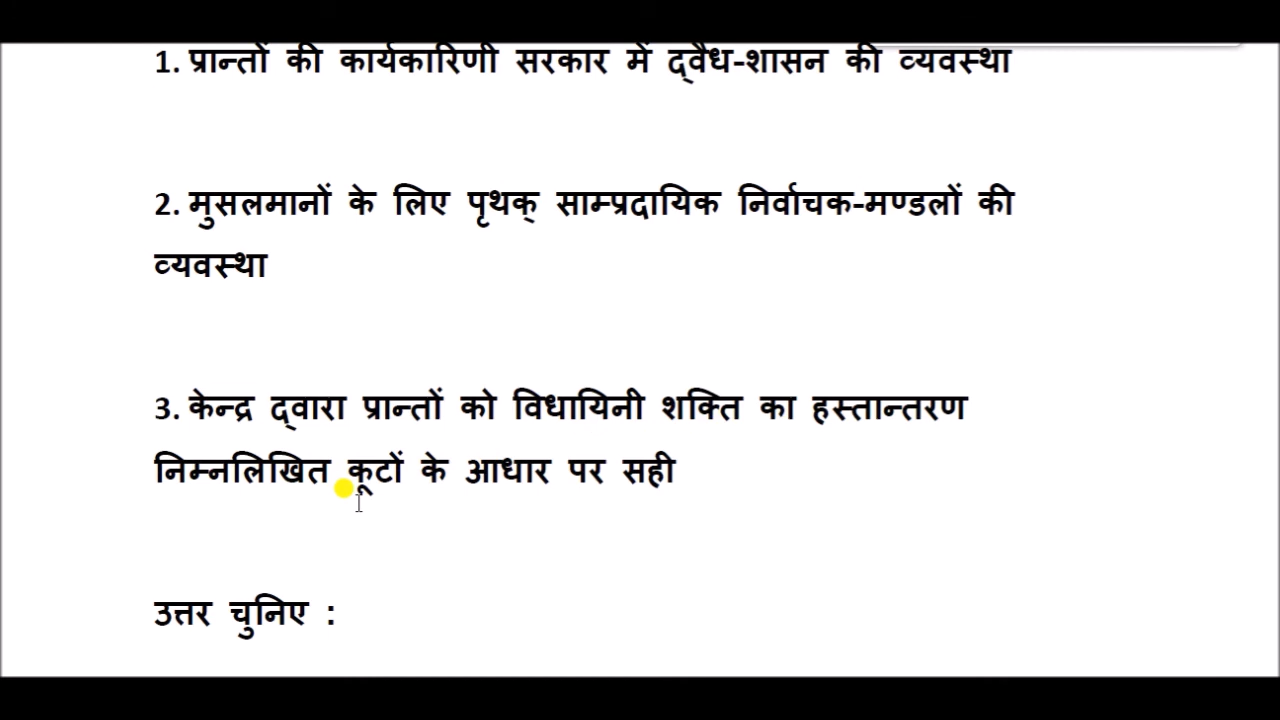 1. प्रान्तों की कार्यकारिणी सरकार में द्वैध-शासन की व्यवस्था
2. मुसलमानों के लिए पृथक् साम्प्रदायिक निर्वाचक-मण्डलों की
व्यवस्था
3. केन्द्र द्वारा प्रान्तों को विधायिनी शक्ति का हस्तान्तरण
निम्नलिखित कूटों के आधार पर सही
उत्तर चुनिए :